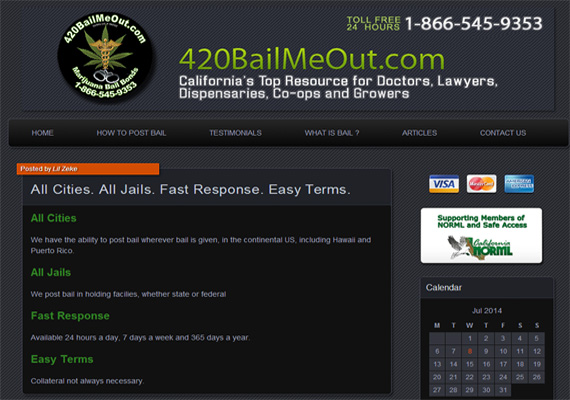 420BailMeOut.com
Marijuana Bail Bonds
1-866-545-9353
TOLL FREE
24 HOURS
1-866-545-9353
420BailMeOut.com
California's Top Resource for Doctors, Lawyers,
Dispensaries, Co-ops and Growers
HOME HOW TO POST BAIL TESTIMONIALS WHAT IS BAIL ? ARTICLES CONTACT US
Posted by Lil Zeke
All Cities. All Jails. Fast Response. Easy Terms.
All Cities
We have the ability to post bail wherever bail is given, in the continental US, including Hawaii and
Puerto Rico.
All Jails
We post bail in holding facilies, whether state or federal
Fast Response
Available 24 hours a day, 7 days a week and 365 days a year.
Easy Terms
Collateral not always necessary.
VISA MasterCard AMERICAN EXPRESS
Supporting Members of
NORML and Safe Access
California
NORML
Calendar
Jul 2014
M T W T F S S
1 2 3 4 5
6 7 8 9 10 11 12
13 14 15 16 17 18 19
20 21 22 23 24 25 26
27 28 29 30 31